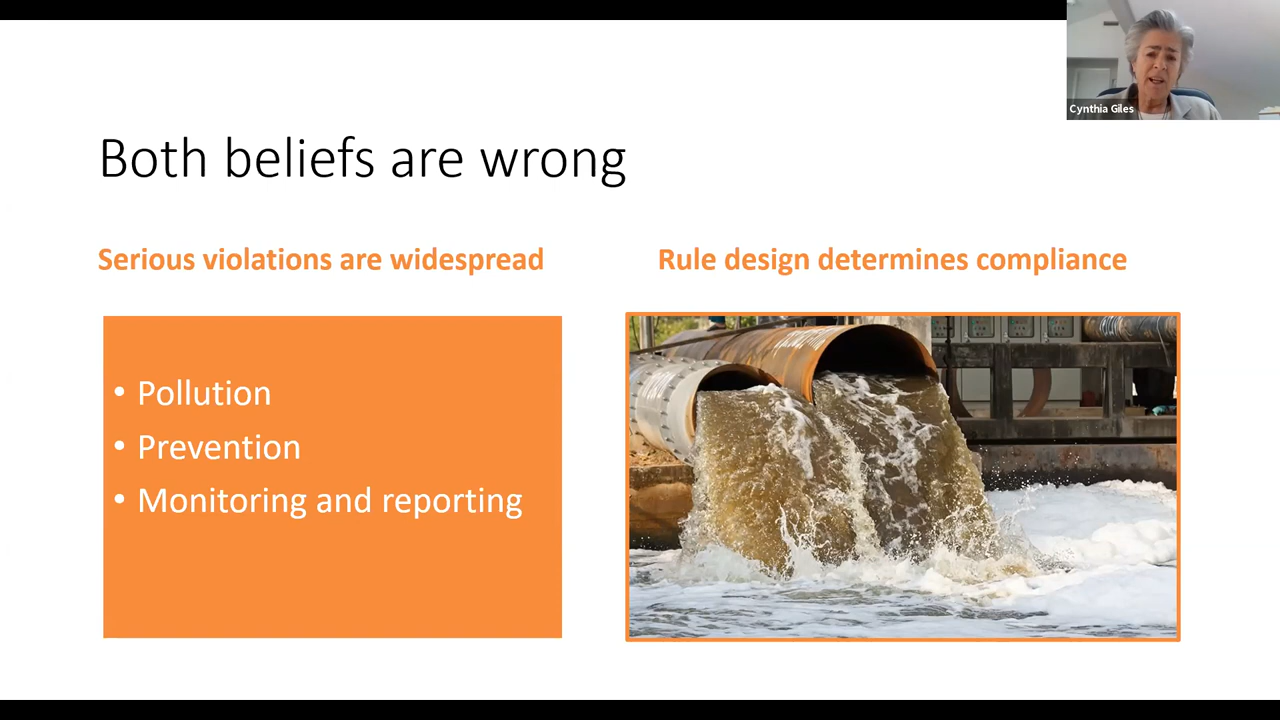 Cynthia Giles
Both beliefs are wrong
Serious violations are widespread
Rule design determines compliance
• Pollution
• Prevention
• Monitoring and reporting